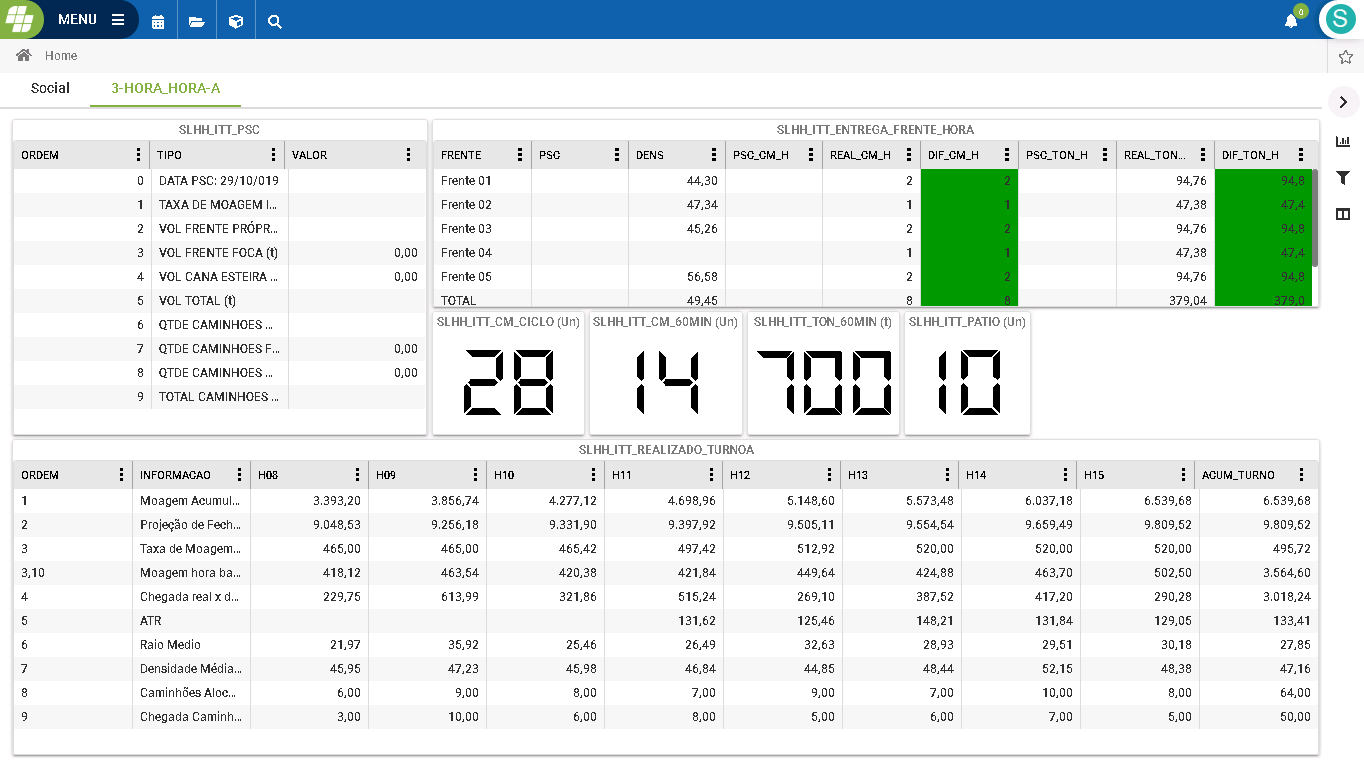 MENU
0
S
Home
Social 3-HORA_HORA-A
SLHH_ITT_PSC
ORDEM TIPO VALOR
0 DATA PSC: 29/10/019
1 TAXA DE MOAGEM I...
2 VOL FRENTE PRÓPR...
3 VOL FRENTE FOCA (t) 0,00
4 VOL CANA ESTEIRA ... 0,00
5 VOL TOTAL (t)
6 QTDE CAMINHOES ...
7 QTDE CAMINHOES F... 0,00
8 QTDE CAMINHOES ... 0,00
9 TOTAL CAMINHOES ...
SLHH_ITT_ENTREGA_FRENTE_HORA
FRENTE PSC DENS PSC_CM_H REAL_CM_H DIF_CM_H PSC_TON_H REAL_TON... DIF_TON_H
Frente 01 44,30 2 2 94,76 94,8
Frente 02 47,34 1 1 47,38 47,4
Frente 03 45,26 2 2 94,76 94,8
Frente 04 1 1 47,38 47,4
Frente 05 56,58 2 2 94,76 94,8
TOTAL 49,45 8 8 379,04 379,0
SLHH_ITT_CM_CICLO (Un) SLHH_ITT_CM_60MIN (Un) SLHH_ITT_TON_60MIN (t) SLHH_ITT_PATIO (Un)
28 14 700 10
SLHH_ITT_REALIZADO_TURNOA
ORDEM INFORMACAO H08 H09 H10 H11 H12 H13 H14 H15 ACUM_TURNO
1 Moagem Acumul... 3.393,20 3.856,74 4.277,12 4.698,96 5.148,60 5.573,48 6.037,18 6.539,68 6.539,68
2 Projeção de Fech... 9.048,53 9.256,18 9.331,90 9.397,92 9.505,11 9.554,54 9.659,49 9.809,52 9.809,52
3 Taxa de Moagem... 465,00 465,00 465,42 497,42 512,92 520,00 520,00 520,00 495,72
3,10 Moagem hora ba... 418,12 463,54 420,38 421,84 449,64 424,88 463,70 502,50 3.564,60
4 Chegada real x d... 229,75 613,99 321,86 515,24 269,10 387,52 417,20 290,28 3.018,24
5 ATR 131,62 125,46 148,21 131,84 129,05 133,41
6 Raio Medio 21,97 35,92 25,46 26,49 32,63 28,93 29,51 30,18 27,85
7 Densidade Média... 45,95 47,23 45,98 46,84 44,85 48,44 52,15 48,38 47,16
8 Caminhões Aloc... 6,00 9,00 8,00 7,00 9,00 7,00 10,00 8,00 64,00
9 Chegada Caminh... 3,00 10,00 6,00 8,00 5,00 6,00 7,00 5,00 50,00